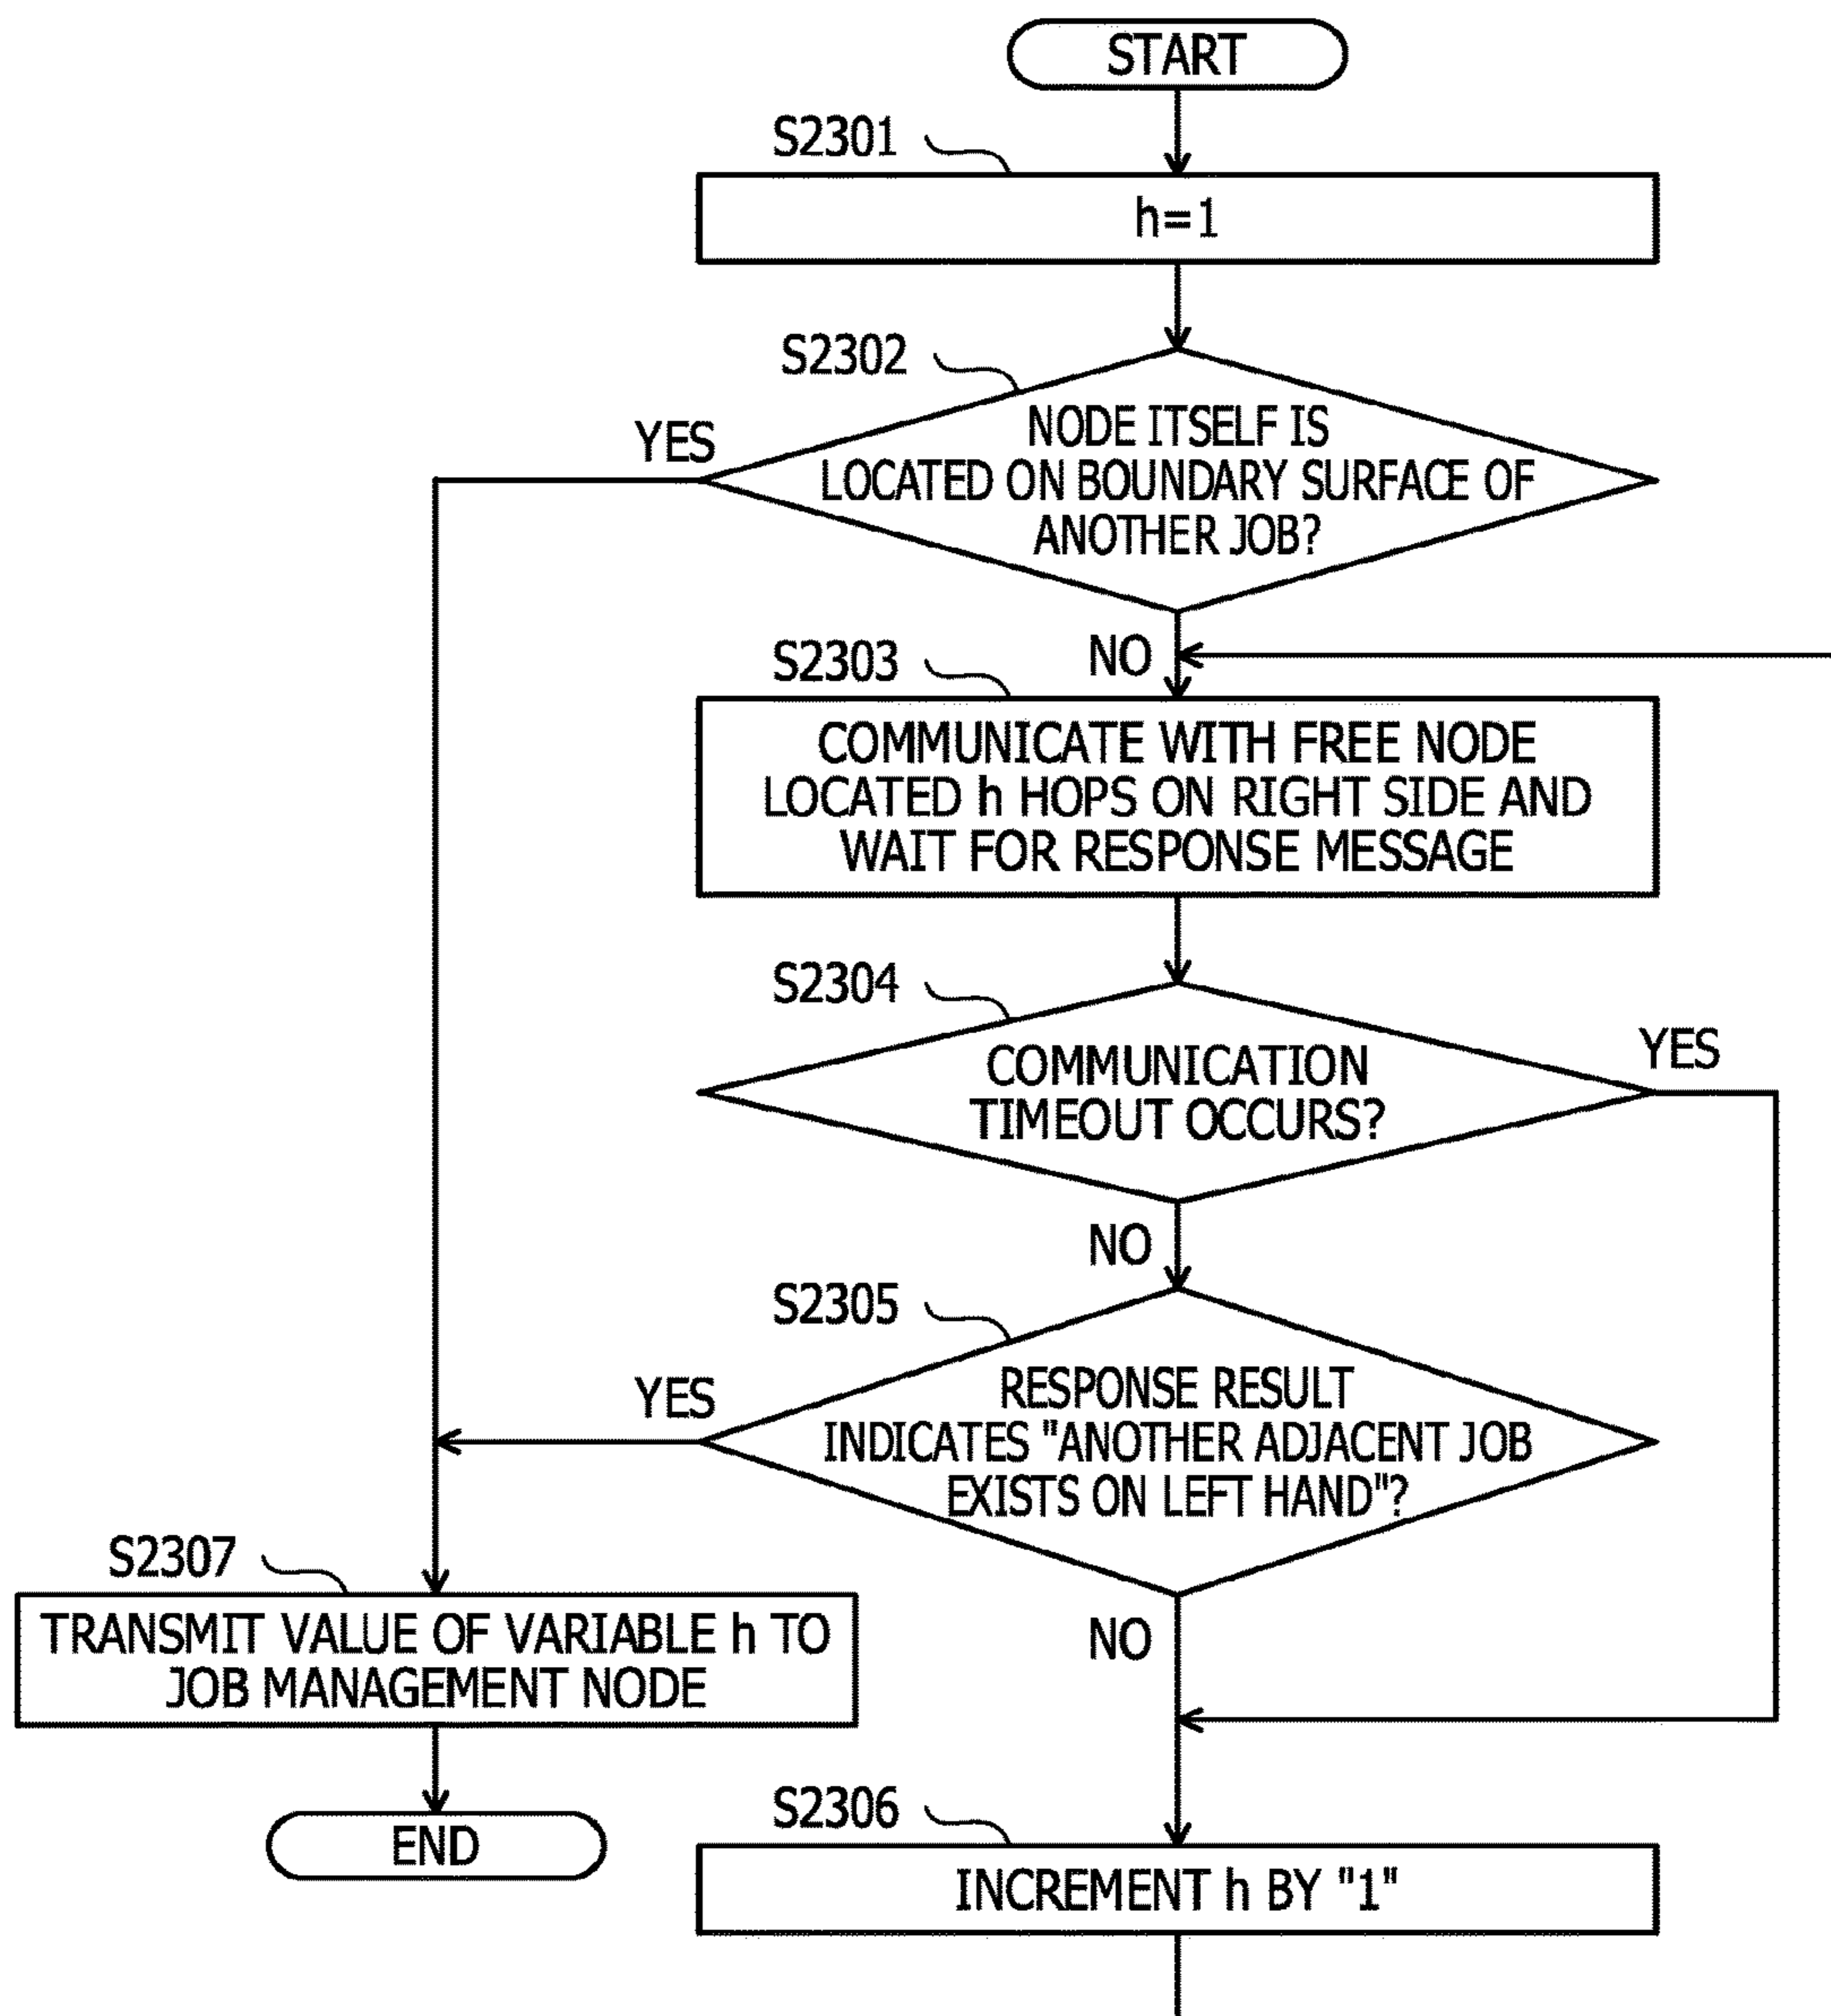 START
S2301
h=1
S2302
NODE ITSELF IS
LOCATED ON BOUNDARY SURFACE OF
ANOTHER JOB?
YES
NO
S2303
COMMUNICATE WITH FREE NODE
LOCATED h HOPS ON RIGHT SIDE AND
WAIT FOR RESPONSE MESSAGE
S2304
COMMUNICATION
TIMEOUT OCCURS?
YES
NO
S2305
RESPONSE RESULT
INDICATES "ANOTHER ADJACENT JOB
EXISTS ON LEFT HAND"?
YES
NO
S2307
TRANSMIT VALUE OF VARIABLE h TO
JOB MANAGEMENT NODE
END
S2306
INCREMENT h BY "1"